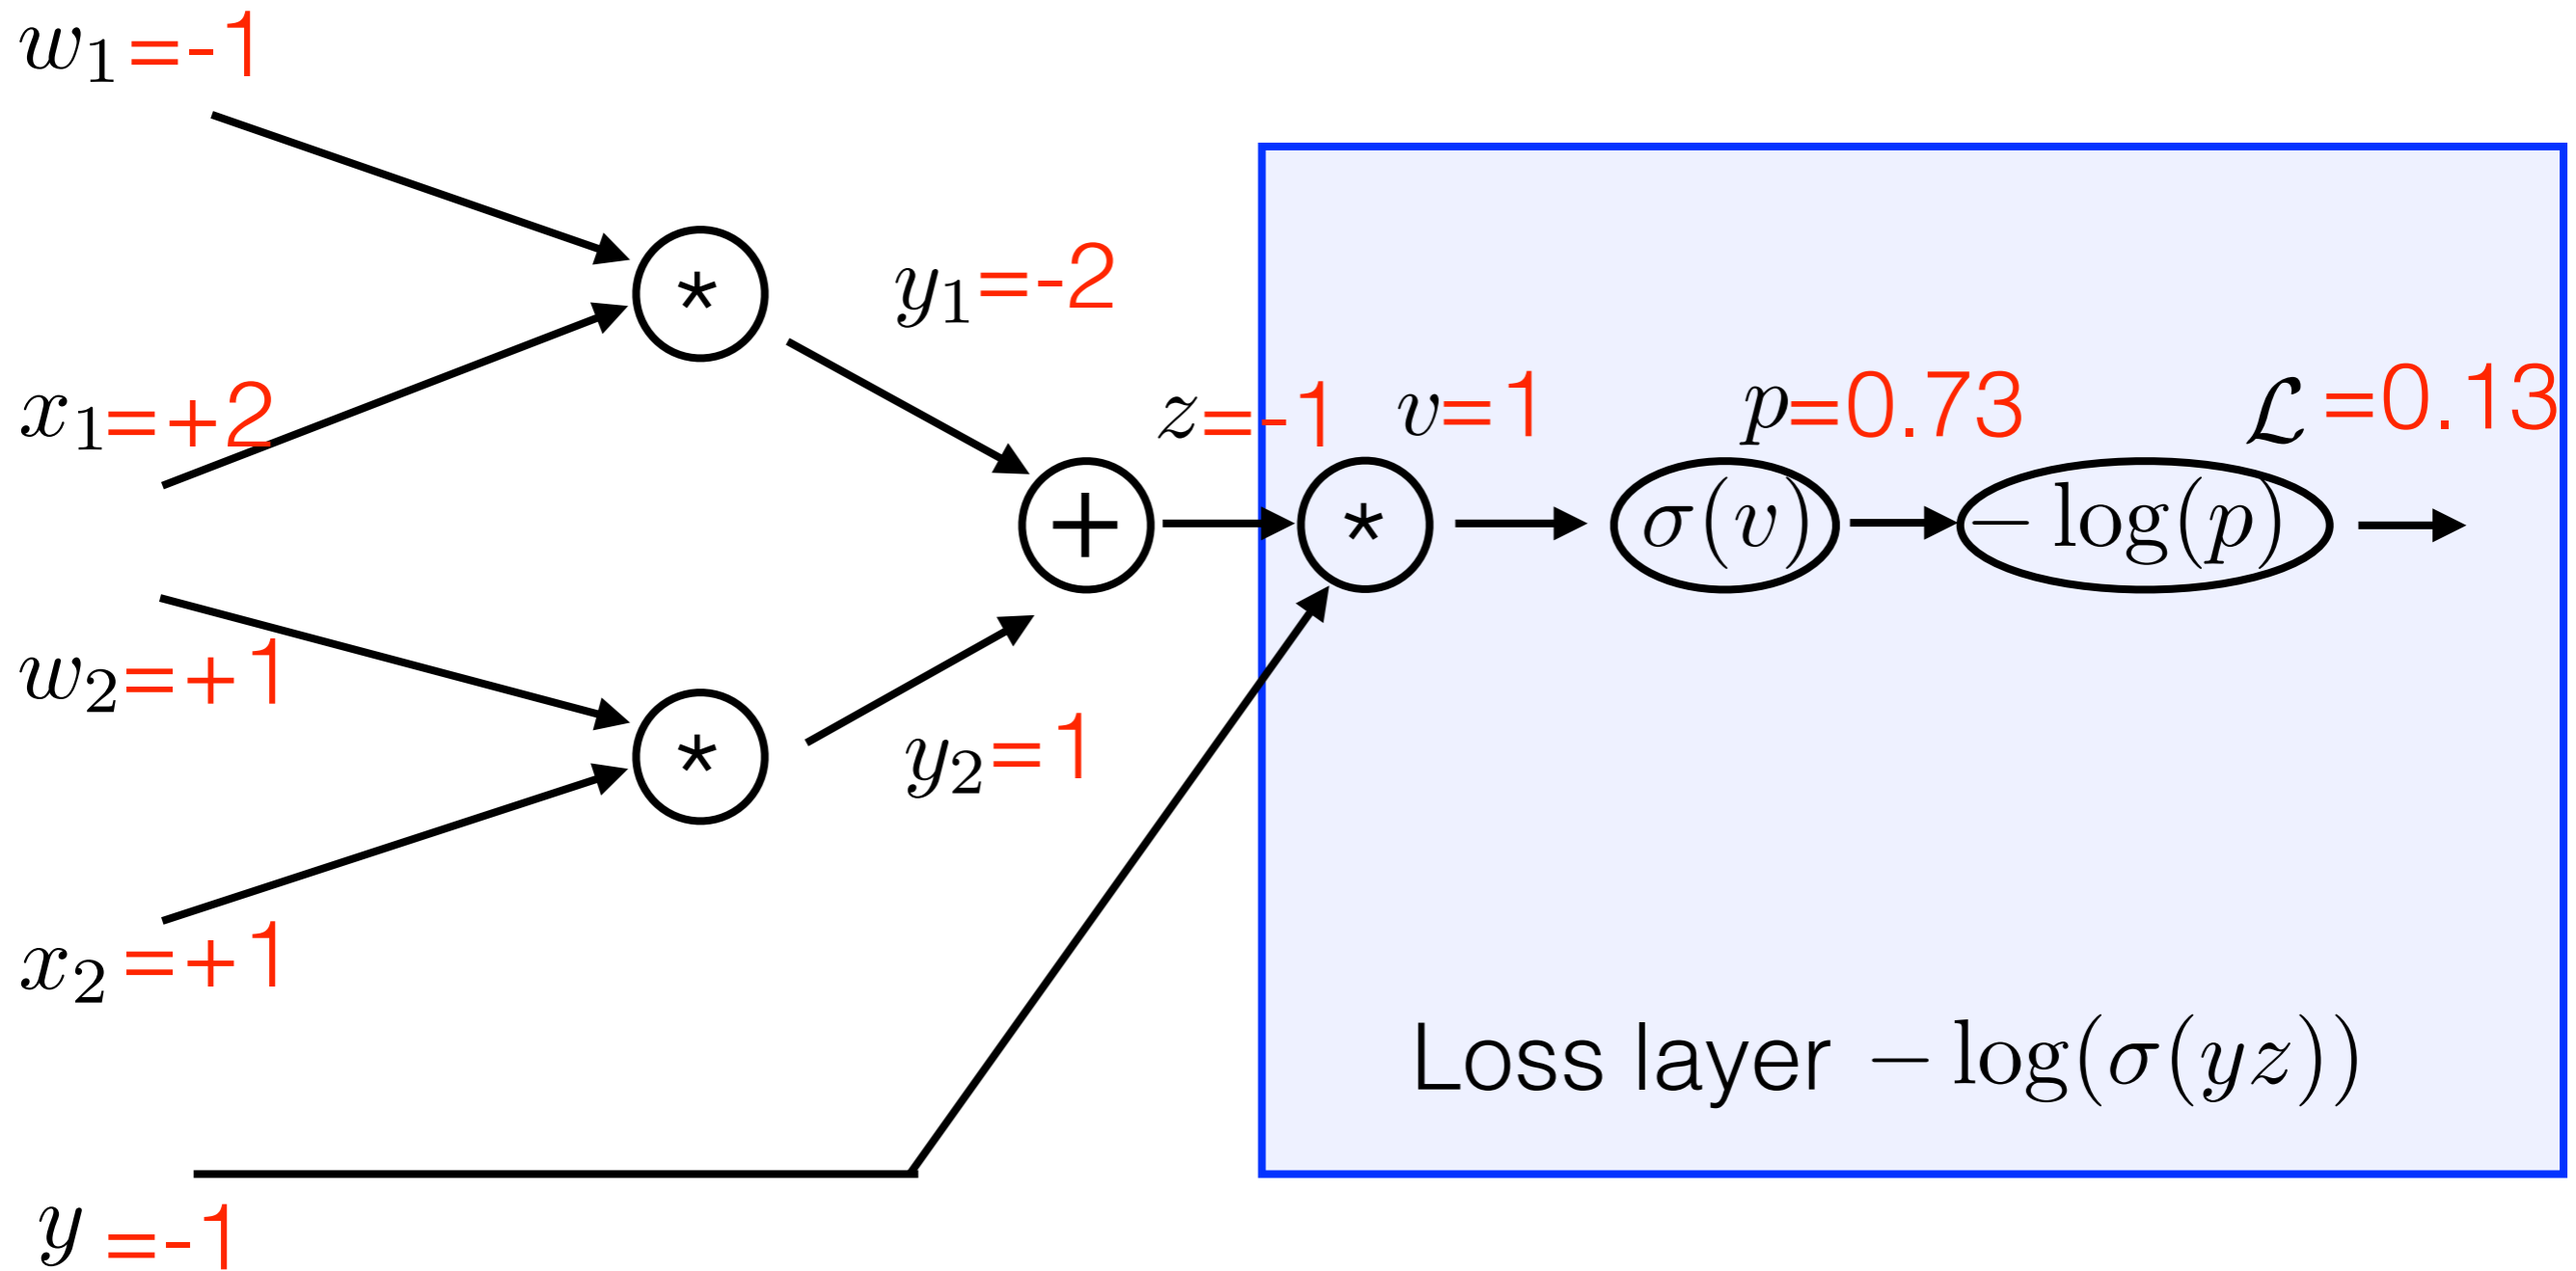 w₁ =-1
x₁ =+2
w₂ =+1
x₂ =+1
y =-1
*
*
y₁ =-2
y₂ =1
+
z =-1
*
v =1
σ(v)
p =0.73
− log(p)
ℒ =0.13
Loss layer − log(σ(yz))